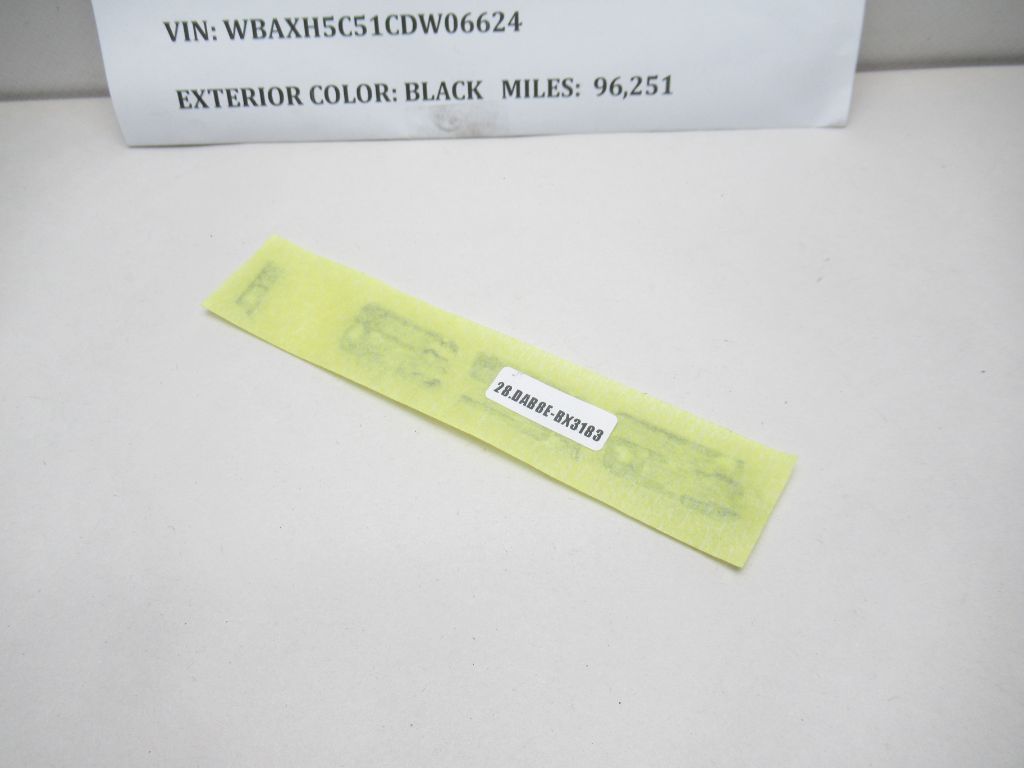 VIN: WBAXH5C51CDW06624
EXTERIOR COLOR: BLACK MILES: 96,251
28.DAB8E-BX3183